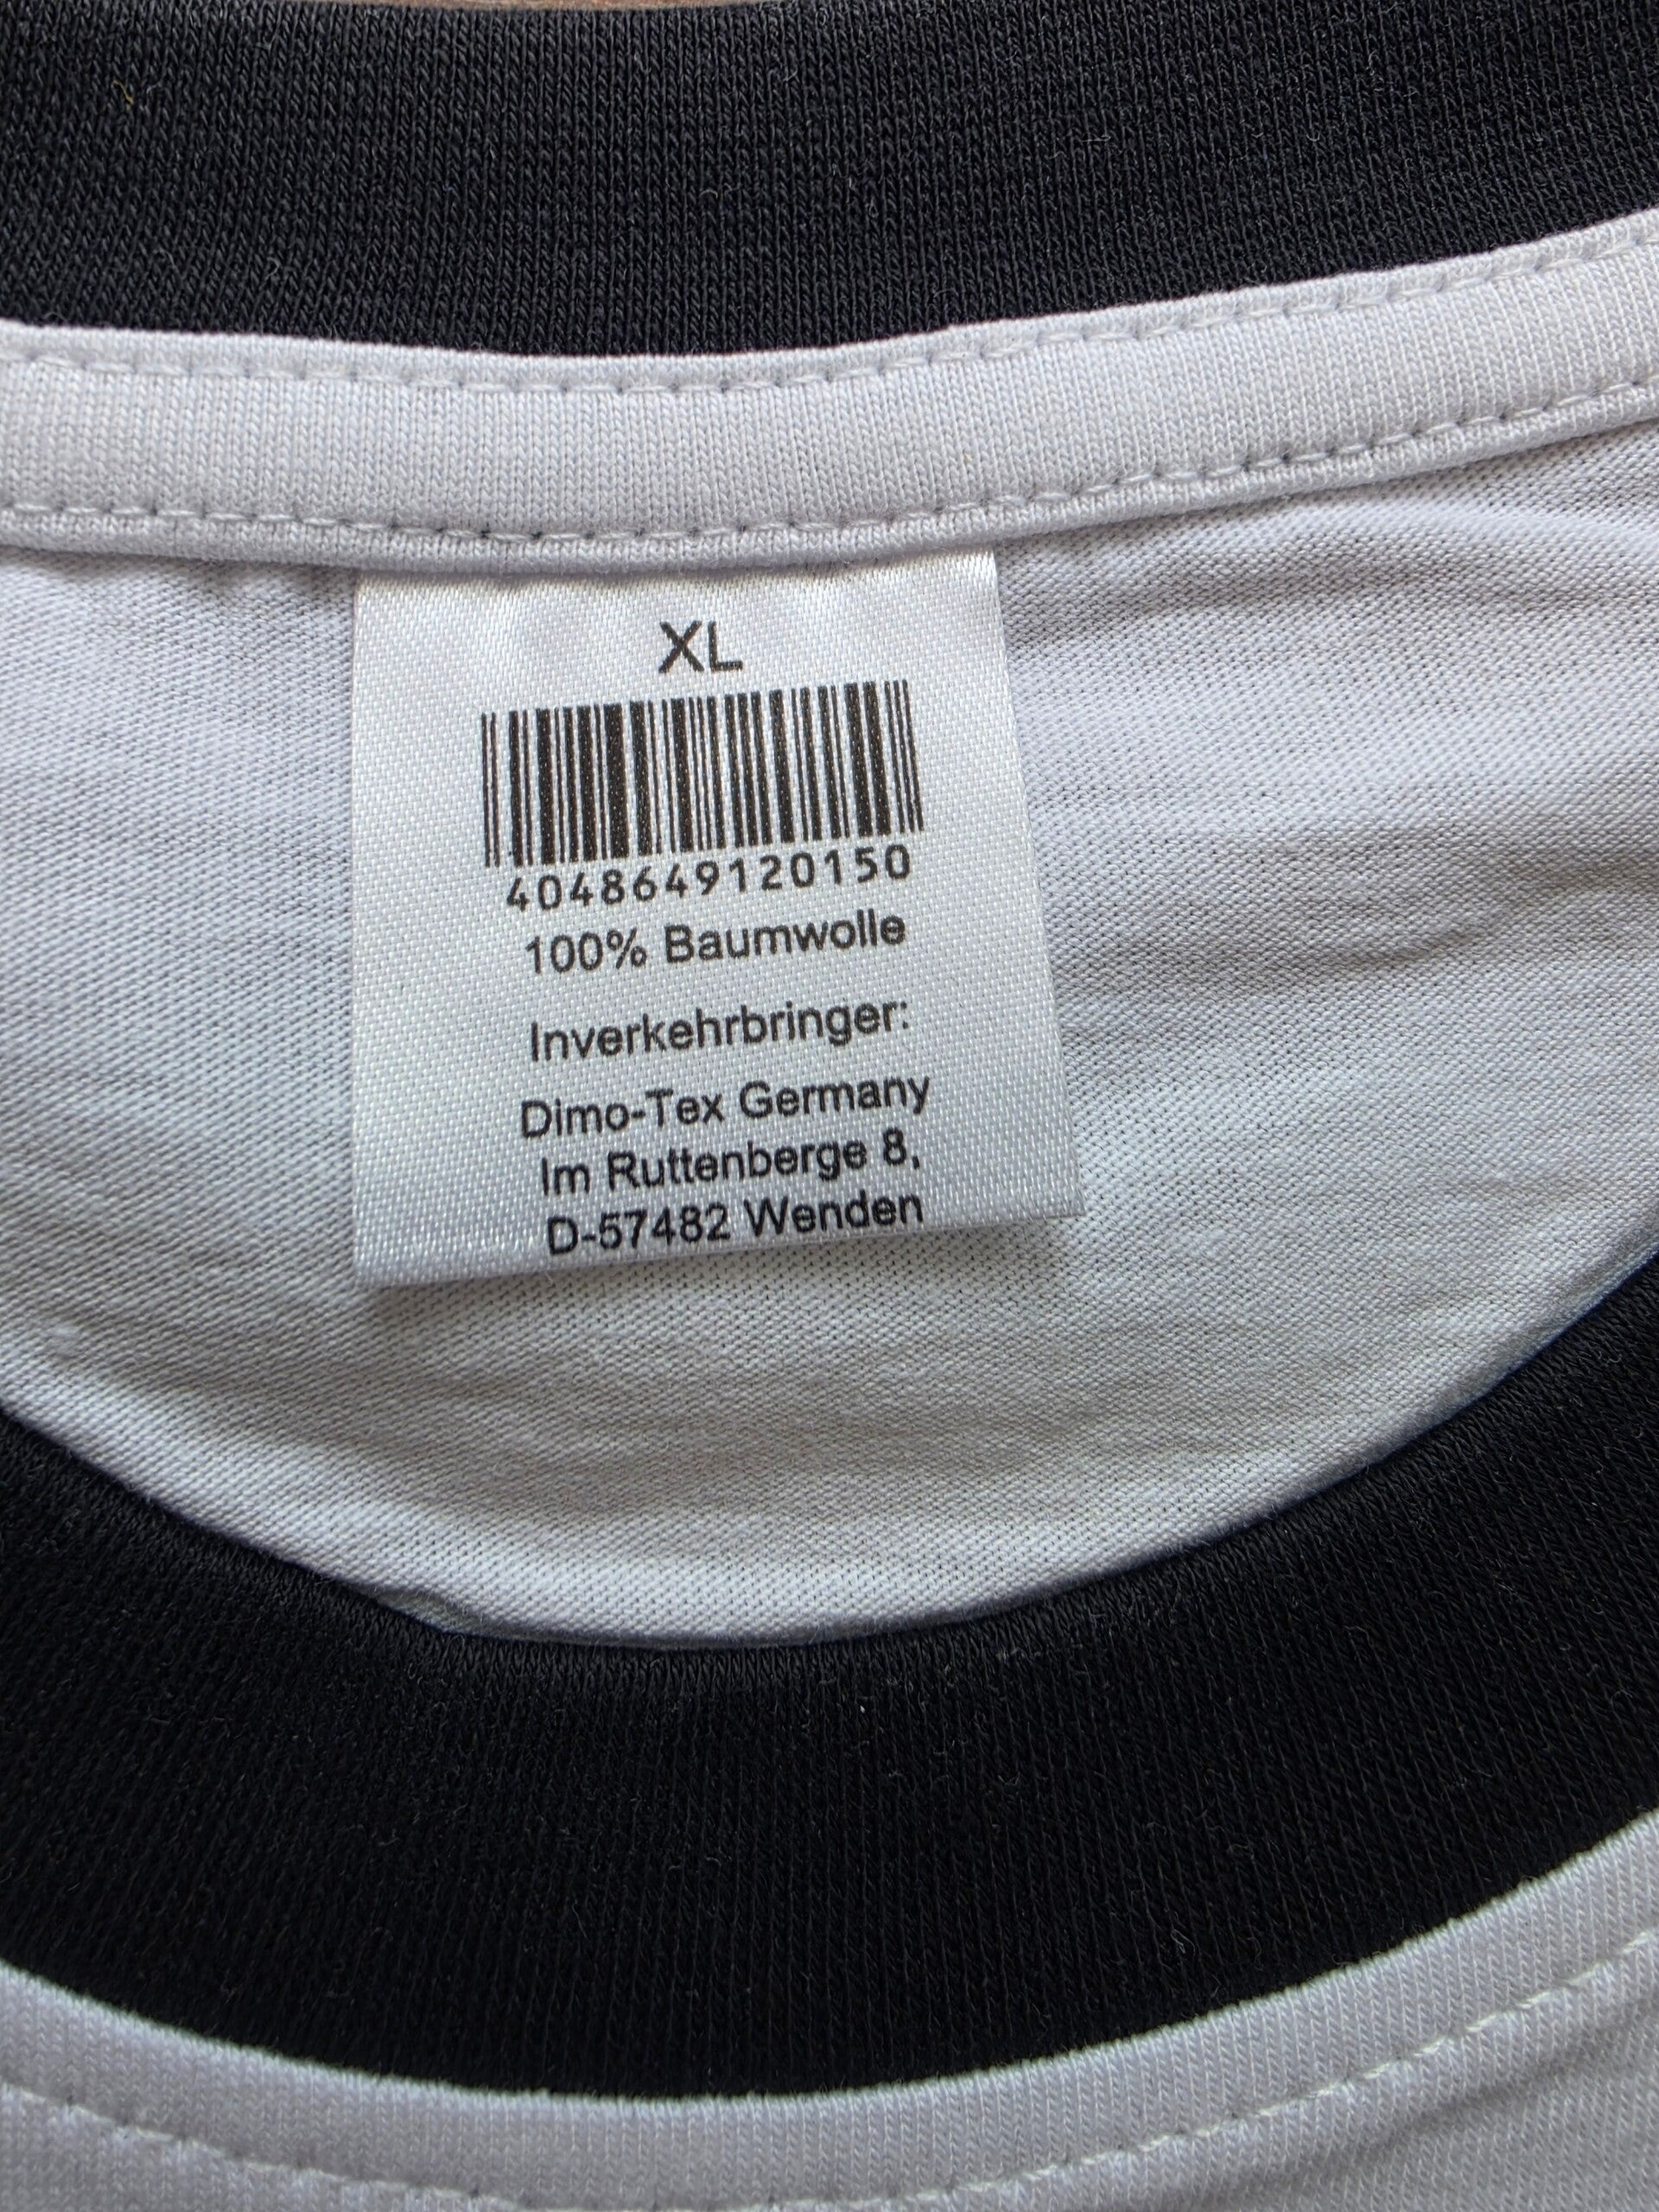 XL
4048649120150
100% Baumwolle
Inverkehrbringer:
Dimo-Tex Germany
Im Ruttenberge 8,
D-57482 Wenden